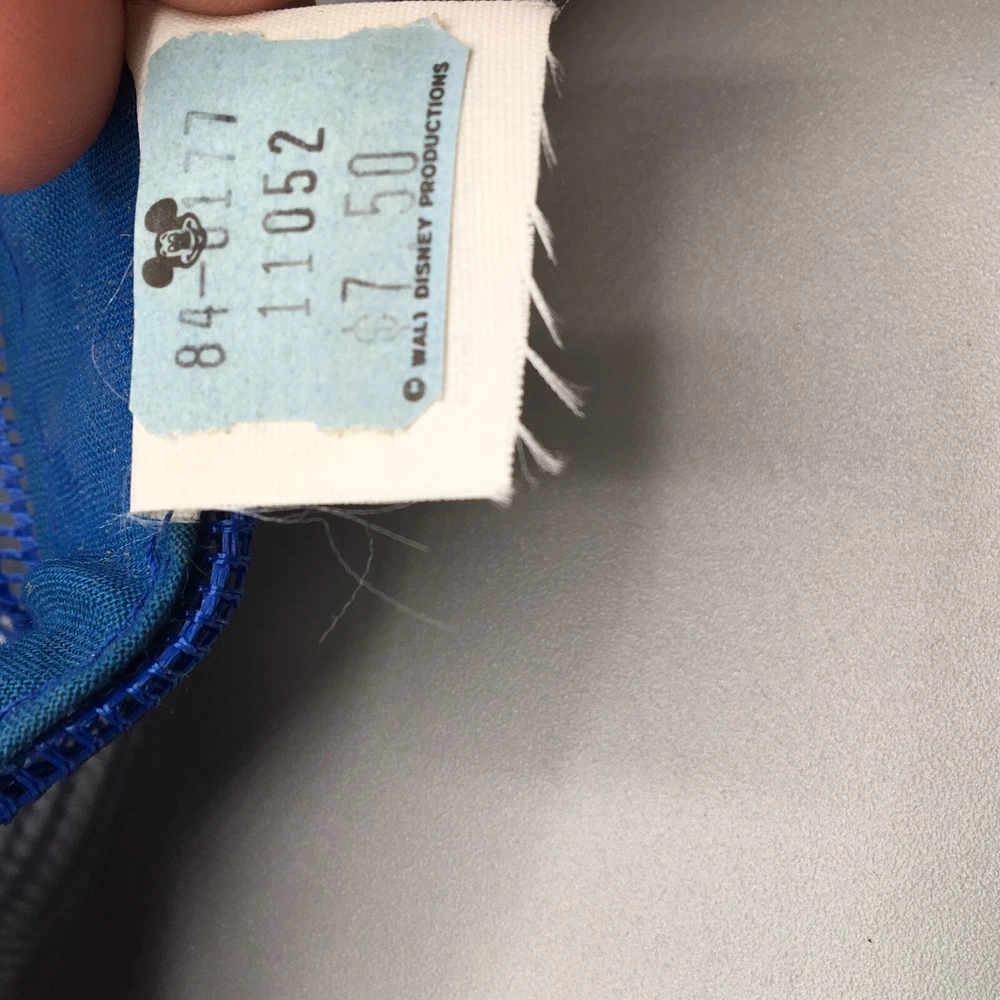 84-0177
11052
$7 50
© WALT DISNEY PRODUCTIONS